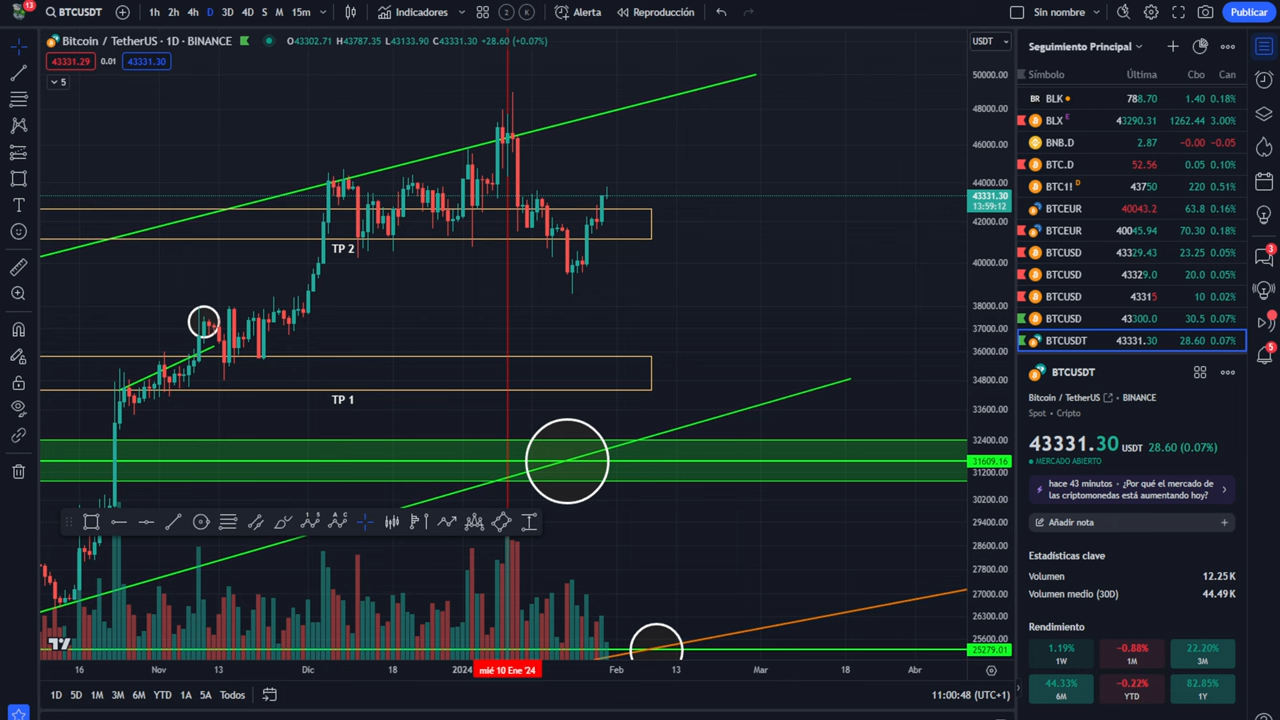 13
BTCUSDT
1h 2h 4h D 3D 4D S M 15m
Indicadores
2 K
Alerta
Reproducción
Sin nombre
Publicar
Bitcoin / TetherUS · 1D · BINANCE
O43302.71 H43787.35 L43133.90 C43331.30 +28.60 (+0.07%)
43331.29 0.01 43331.30
5
USDT
50000.00
48000.00
46000.00
44000.00
43331.30
13:59:12
42000.00
40000.00
38000.00
37000.00
36000.00
34800.00
33600.00
32400.00
31609.16
31200.00
30200.00
29400.00
28600.00
27800.00
27000.00
26300.00
25600.00
25279.01
TP 2
TP 1
16 Nov 13 Dic 18 2024 mié 10 Ene '24 Feb 13 Mar 18 Abr
1D 5D 1M 3M 6M YTD 1A 5A Todos
11:00:48 (UTC+1)
Seguimiento Principal
Símbolo Última Cbo Can
BLK 788.70 1.40 0.18%
BLX E 43290.31 1262.44 3.00%
BNB.D 2.87 -0.00 -0.05
BTC.D 52.56 0.05 0.10%
BTC1! D 43750 220 0.51%
BTCEUR 40043.2 63.8 0.16%
BTCEUR 40045.94 70.30 0.18%
BTCUSD 43329.43 23.25 0.05%
BTCUSD 43329.0 20.0 0.05%
BTCUSD 43315 10 0.02%
BTCUSD 43300.0 30.5 0.07%
BTCUSDT 43331.30 28.60 0.07%
BTCUSDT
Bitcoin / TetherUS · BINANCE
Spot · Cripto
43331.30 USDT 28.60 (0.07%)
MERCADO ABIERTO
hace 43 minutos · ¿Por qué el mercado de
las criptomonedas está aumentando hoy?
Añadir nota
Estadísticas clave
Volumen 12.25K
Volumen medio (30D) 44.49K
Rendimiento
1.19% -0.88% 22.20%
1W 1M 3M
44.33% -0.22% 82.85%
6M YTD 1Y
3
5